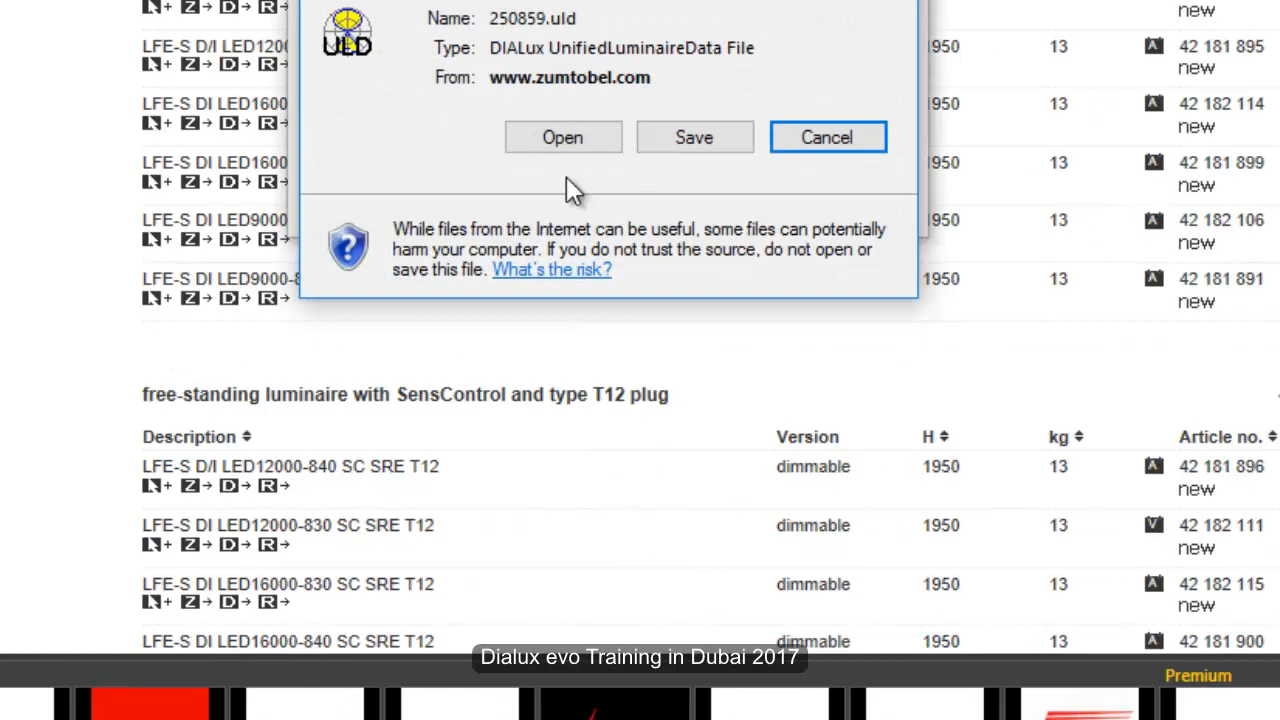 new
Name: 250859.uld
ULD
Type: DIALux UnifiedLuminaireData File
From: www.zumtobel.com
Open Save Cancel
While files from the Internet can be useful, some files can potentially
harm your computer. If you do not trust the source, do not open or
save this file. What's the risk?
Z D R
LFE-S D/I LED120 950 13 A 42 181 895
Z D R new
LFE-S DI LED1600 950 13 A 42 182 114
Z D R new
LFE-S DI LED1600 950 13 A 42 181 899
Z D R new
LFE-S DI LED9000 950 13 A 42 182 106
Z D R new
LFE-S DI LED9000-8 1950 13 A 42 181 891
Z D R new
free-standing luminaire with SensControl and type T12 plug
Description Version H kg Article no.
LFE-S D/I LED12000-840 SC SRE T12 dimmable 1950 13 A 42 181 896
Z D R new
LFE-S DI LED12000-830 SC SRE T12 dimmable 1950 13 V 42 182 111
Z D R new
LFE-S DI LED16000-830 SC SRE T12 dimmable 1950 13 A 42 182 115
Z D R new
LFE-S DI LED16000-840 SC SRE T12 dimmable 1950 13 A 42 181 900
Dialux evo Training in Dubai 2017
Premium